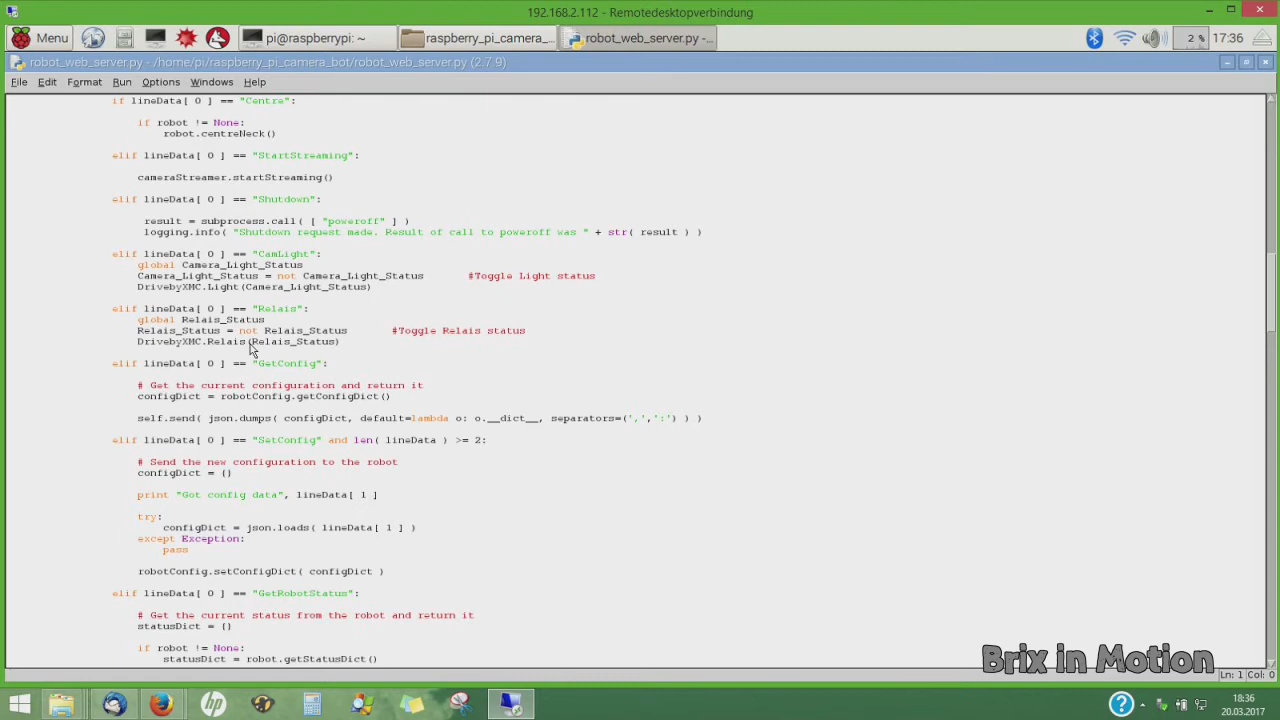 192.168.2.112 - Remotedesktopverbindung
Menu
pi@raspberrypi: ~
raspberry_pi_camera_...
robot_web_server.py -...
2 %
17:36
robot_web_server.py - /home/pi/raspberry_pi_camera_bot/robot_web_server.py (2.7.9)
File Edit Format Run Options Windows Help
if lineData[ 0 ] == "Centre":
if robot != None:
robot.centreNeck()
elif lineData[ 0 ] == "StartStreaming":
cameraStreamer.startStreaming()
elif lineData[ 0 ] == "Shutdown":
result = subprocess.call( [ "poweroff" ] )
logging.info( "Shutdown request made. Result of call to poweroff was " + str( result ) )
elif lineData[ 0 ] == "CamLight":
global Camera_Light_Status
Camera_Light_Status = not Camera_Light_Status #Toggle Light status
DrivebyXMC.Light(Camera_Light_Status)
elif lineData[ 0 ] == "Relais":
global Relais_Status
Relais_Status = not Relais_Status #Toggle Relais status
DrivebyXMC.Relais(Relais_Status)
elif lineData[ 0 ] == "GetConfig":
# Get the current configuration and return it
configDict = robotConfig.getConfigDict()
self.send( json.dumps( configDict, default=lambda o: o.__dict__, separators=(',',':') ) )
elif lineData[ 0 ] == "SetConfig" and len( lineData ) >= 2:
# Send the new configuration to the robot
configDict = {}
print "Got config data", lineData[ 1 ]
try:
configDict = json.loads( lineData[ 1 ] )
except Exception:
pass
robotConfig.setConfigDict( configDict )
elif lineData[ 0 ] == "GetRobotStatus":
# Get the current status from the robot and return it
statusDict = {}
if robot != None:
statusDict = robot.getStatusDict()
Brix in Motion
Ln: 1 Col: 0
18:36
20.03.2017